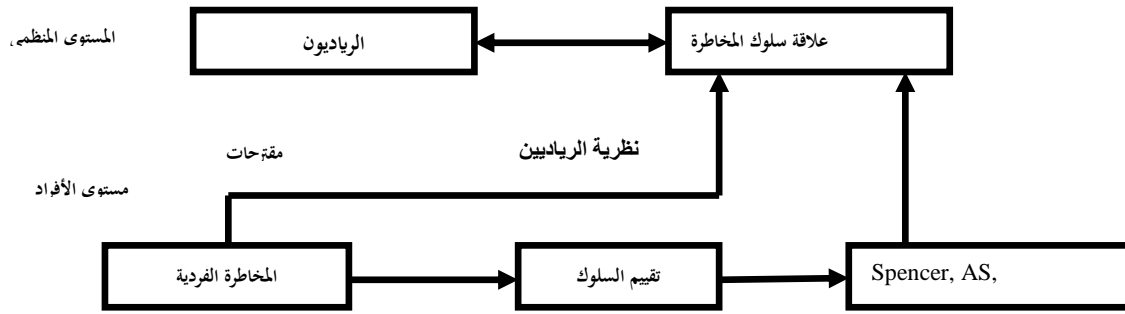 المستوى المنظمي
الرياديون
علاقة سلوك المخاطرة
نظرية الرياديين
مقترحات
مستوى الأفراد
المخاطرة الفردية
تقييم السلوك
Spencer, AS,